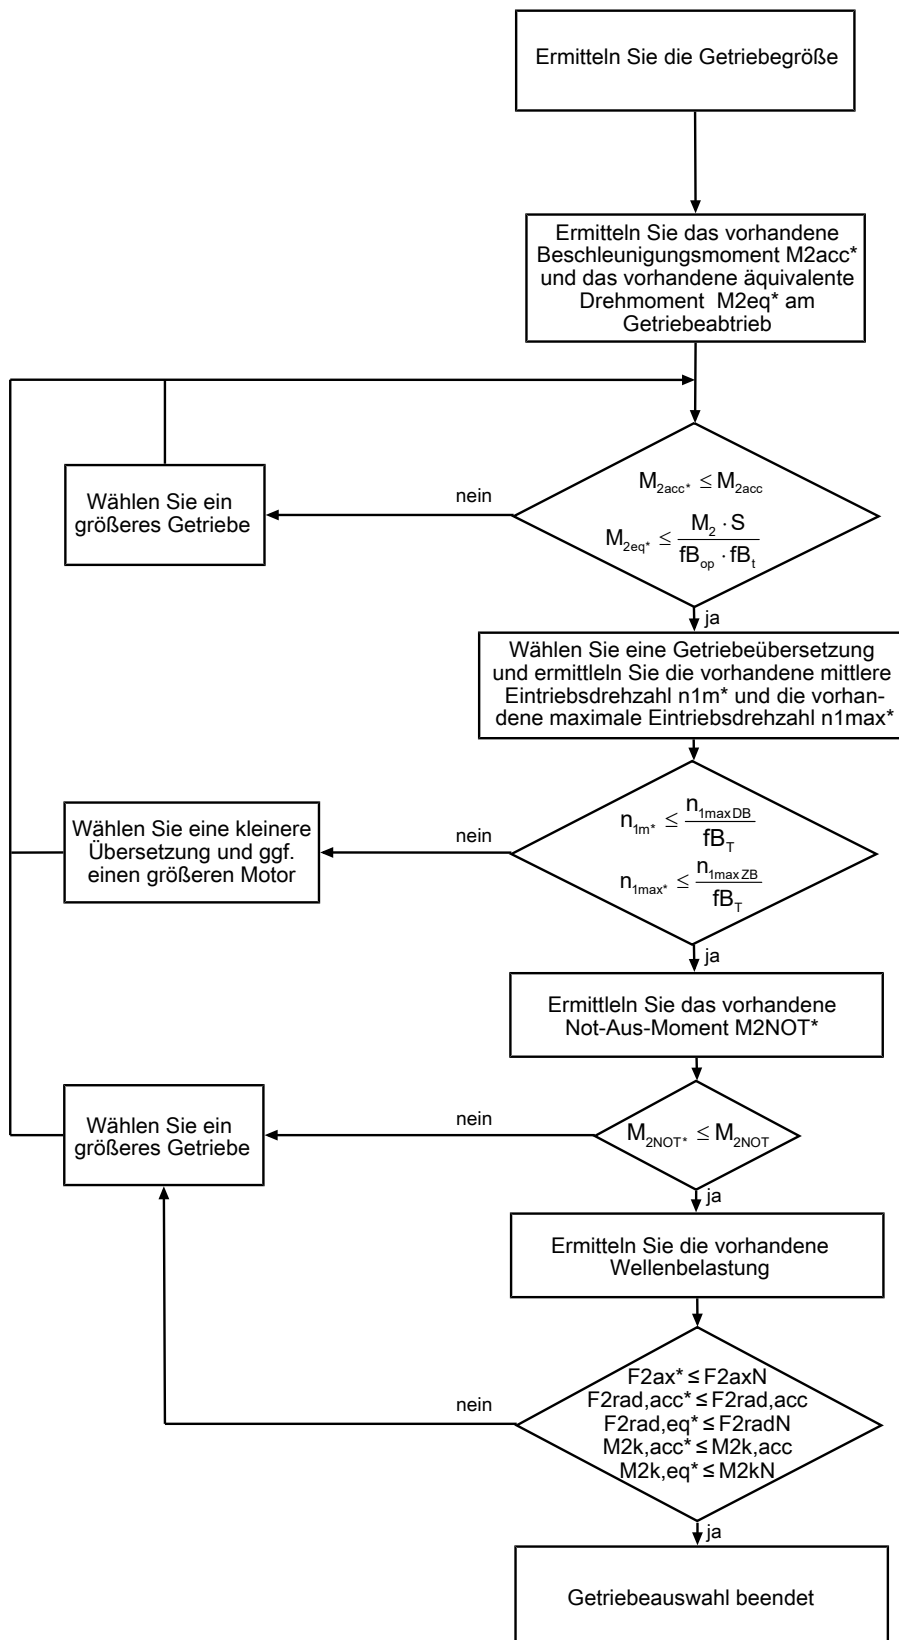 Ermitteln Sie die Getriebegröße
Ermitteln Sie das vorhandene
Beschleunigungsmoment M2acc*
und das vorhandene äquivalente
Drehmoment M2eq* am
Getriebeabtrieb
M2acc* ≤ M2acc
M2eq* ≤ M2 · S / fBop · fBt
nein
Wählen Sie ein
größeres Getriebe
ja
Wählen Sie eine Getriebeübersetzung
und ermittleln Sie die vorhandene mittlere
Eintriebsdrehzahl n1m* und die vorhan-
dene maximale Eintriebsdrehzahl n1max*
n1m* ≤ n1maxDB / fBT
n1max* ≤ n1maxZB / fBT
nein
Wählen Sie eine kleinere
Übersetzung und ggf.
einen größeren Motor
ja
Ermittleln Sie das vorhandene
Not-Aus-Moment M2NOT*
M2NOT* ≤ M2NOT
nein
Wählen Sie ein
größeres Getriebe
ja
Ermitteln Sie die vorhandene
Wellenbelastung
F2ax* ≤ F2axN
F2rad,acc* ≤ F2rad,acc
F2rad,eq* ≤ F2radN
M2k,acc* ≤ M2k,acc
M2k,eq* ≤ M2kN
nein
ja
Getriebeauswahl beendet